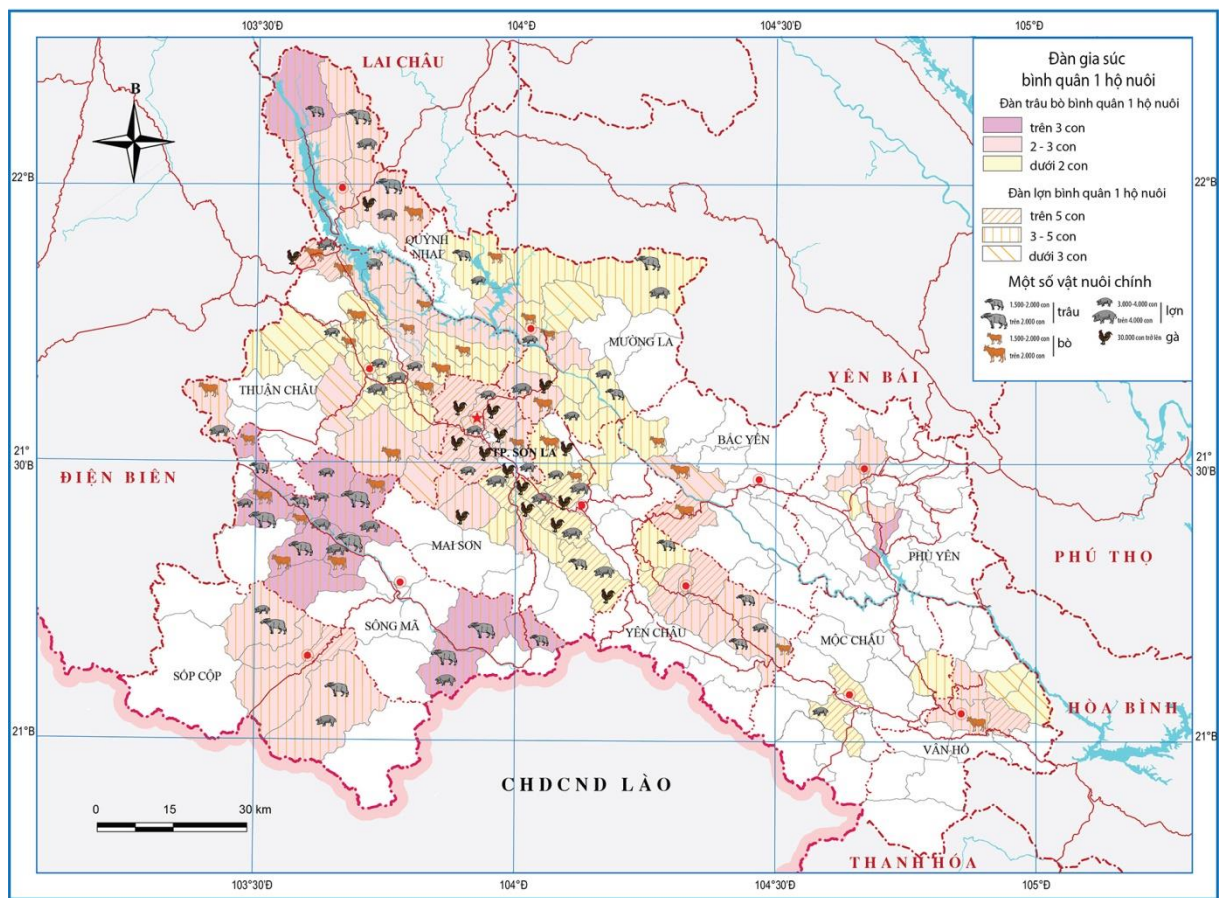 103°30'Đ
104°Đ
104°30'Đ
105°Đ
LAI CHÂU
B
22°B
22°B
QUỲNH
NHAI
MƯỜNG LA
THUẬN CHÂU
YÊN BÁI
BẮC YÊN
TP. SƠN LA
21°
30'B
21°
30'B
ĐIỆN BIÊN
MAI SƠN
PHÙ YÊN
PHÚ THỌ
SÔNG MÃ
YÊN CHÂU
MỘC CHÂU
SỐP CỘP
HÒA BÌNH
21°B
21°B
VÂN HỒ
CHDCND LÀO
0 15 30 km
THANH HÓA
103°30'Đ
104°Đ
104°30'Đ
105°Đ
Đàn gia súc
bình quân 1 hộ nuôi
Đàn trâu bò bình quân 1 hộ nuôi
trên 3 con
2 - 3 con
dưới 2 con
Đàn lợn bình quân 1 hộ nuôi
trên 5 con
3 - 5 con
dưới 3 con
Một số vật nuôi chính
1.500-2.000 con
trên 2.000 con
trâu
1.500-2.000 con
trên 2.000 con
bò
3.000-4.000 con
trên 4.000 con
lợn
30.000 con trở lên gà